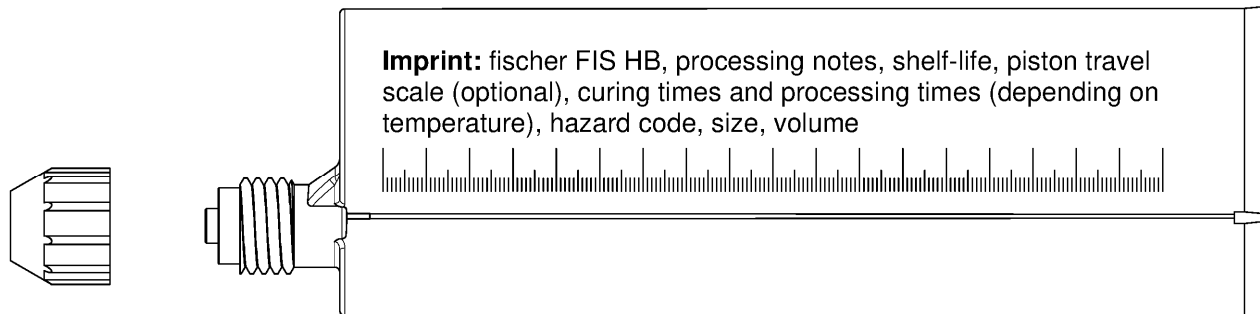 Imprint: fischer FIS HB, processing notes, shelf-life, piston travel
scale (optional), curing times and processing times (depending on
temperature), hazard code, size, volume